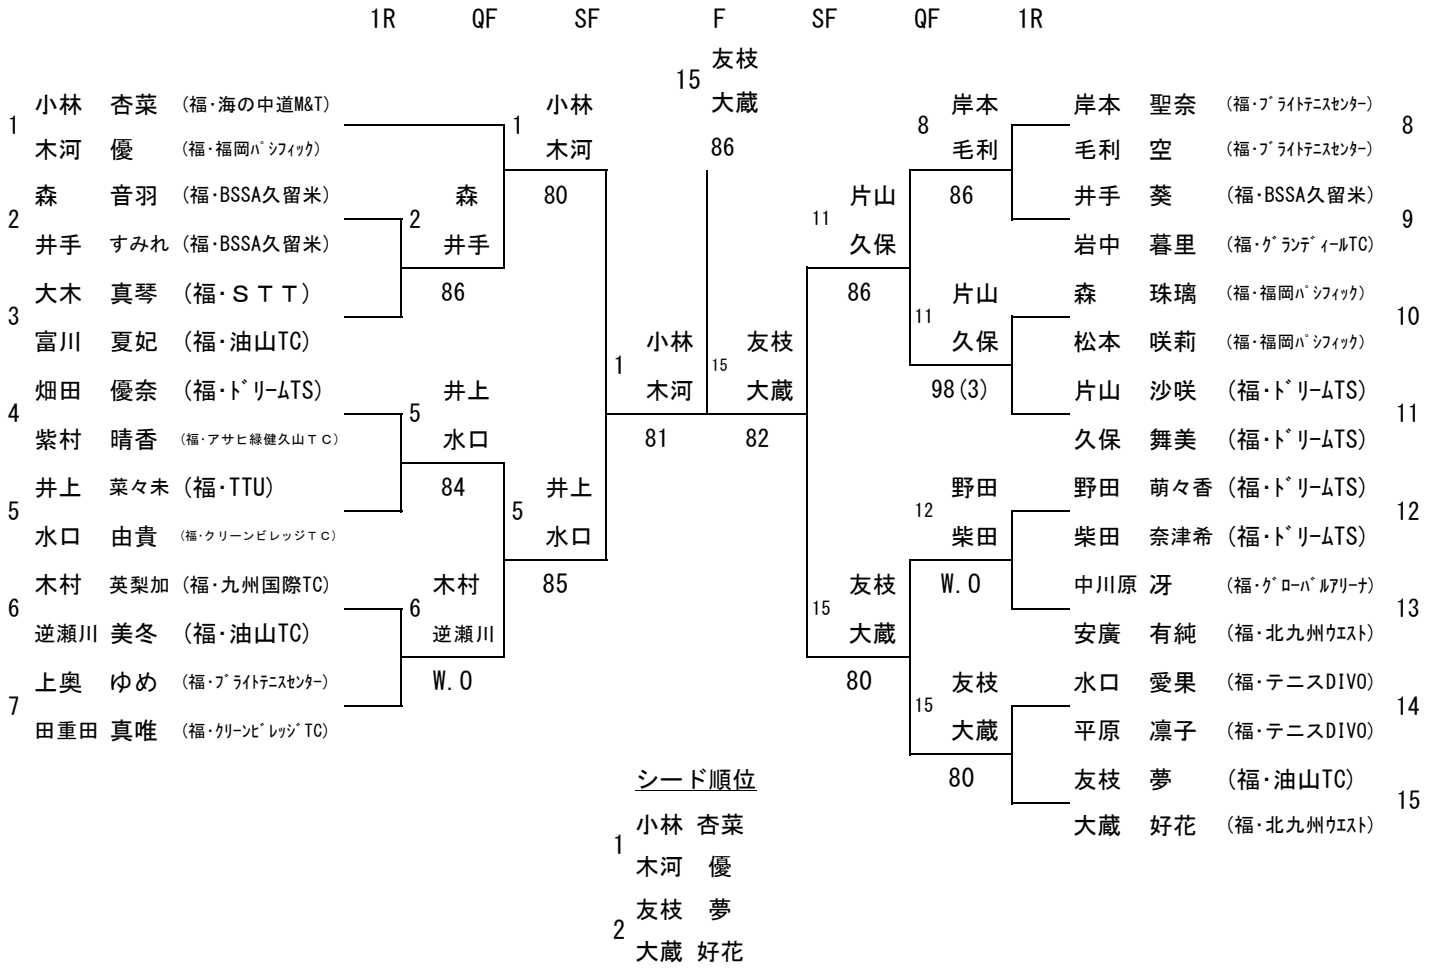 1R QF SF F SF QF 1R
友枝
15
大蔵
86
1
小林 杏菜 (福・海の中道M&T)
木河 優 (福・福岡ﾊﾟｼﾌｨｯｸ)
2
森 音羽 (福・BSSA久留米)
井手 すみれ (福・BSSA久留米)
3
大木 真琴 (福・ＳＴＴ)
富川 夏妃 (福・油山TC)
4
畑田 優奈 (福・ﾄﾞﾘｰﾑTS)
紫村 晴香 (福・アサヒ緑健久山ＴＣ)
5
井上 菜々未 (福・TTU)
水口 由貴 (福・クリーンビレッジＴＣ)
6
木村 英梨加 (福・九州国際TC)
逆瀬川 美冬 (福・油山TC)
7
上奥 ゆめ (福・ﾌﾞﾗｲﾄﾃﾆｽｾﾝﾀｰ)
田重田 真唯 (福・ｸﾘｰﾝﾋﾞﾚｯｼﾞTC)
2
森
井手
86
5
井上
水口
84
6
木村
逆瀬川
W.O
1
小林
木河
80
5
井上
水口
85
1
小林
木河
81
15
友枝
大蔵
82
11
片山
久保
86
15
友枝
大蔵
80
8
岸本
毛利
86
11
片山
久保
98(3)
12
野田
柴田
W.O
15
友枝
大蔵
80
岸本 聖奈 (福・ﾌﾞﾗｲﾄﾃﾆｽｾﾝﾀｰ)
8
毛利 空 (福・ﾌﾞﾗｲﾄﾃﾆｽｾﾝﾀｰ)
井手 葵 (福・BSSA久留米)
9
岩中 暮里 (福・ｸﾞﾗﾝﾃﾞｨｰﾙTC)
森 珠璃 (福・福岡ﾊﾟｼﾌｨｯｸ)
10
松本 咲莉 (福・福岡ﾊﾟｼﾌｨｯｸ)
片山 沙咲 (福・ﾄﾞﾘｰﾑTS)
11
久保 舞美 (福・ﾄﾞﾘｰﾑTS)
野田 萌々香 (福・ﾄﾞﾘｰﾑTS)
12
柴田 奈津希 (福・ﾄﾞﾘｰﾑTS)
中川原 冴 (福・ｸﾞﾛｰﾊﾞﾙｱﾘｰﾅ)
13
安廣 有純 (福・北九州ｳｴｽﾄ)
水口 愛果 (福・テニスDIVO)
14
平原 凛子 (福・テニスDIVO)
友枝 夢 (福・油山TC)
15
大蔵 好花 (福・北九州ｳｴｽﾄ)
シード順位
1
小林 杏菜
木河 優
2
友枝 夢
大蔵 好花